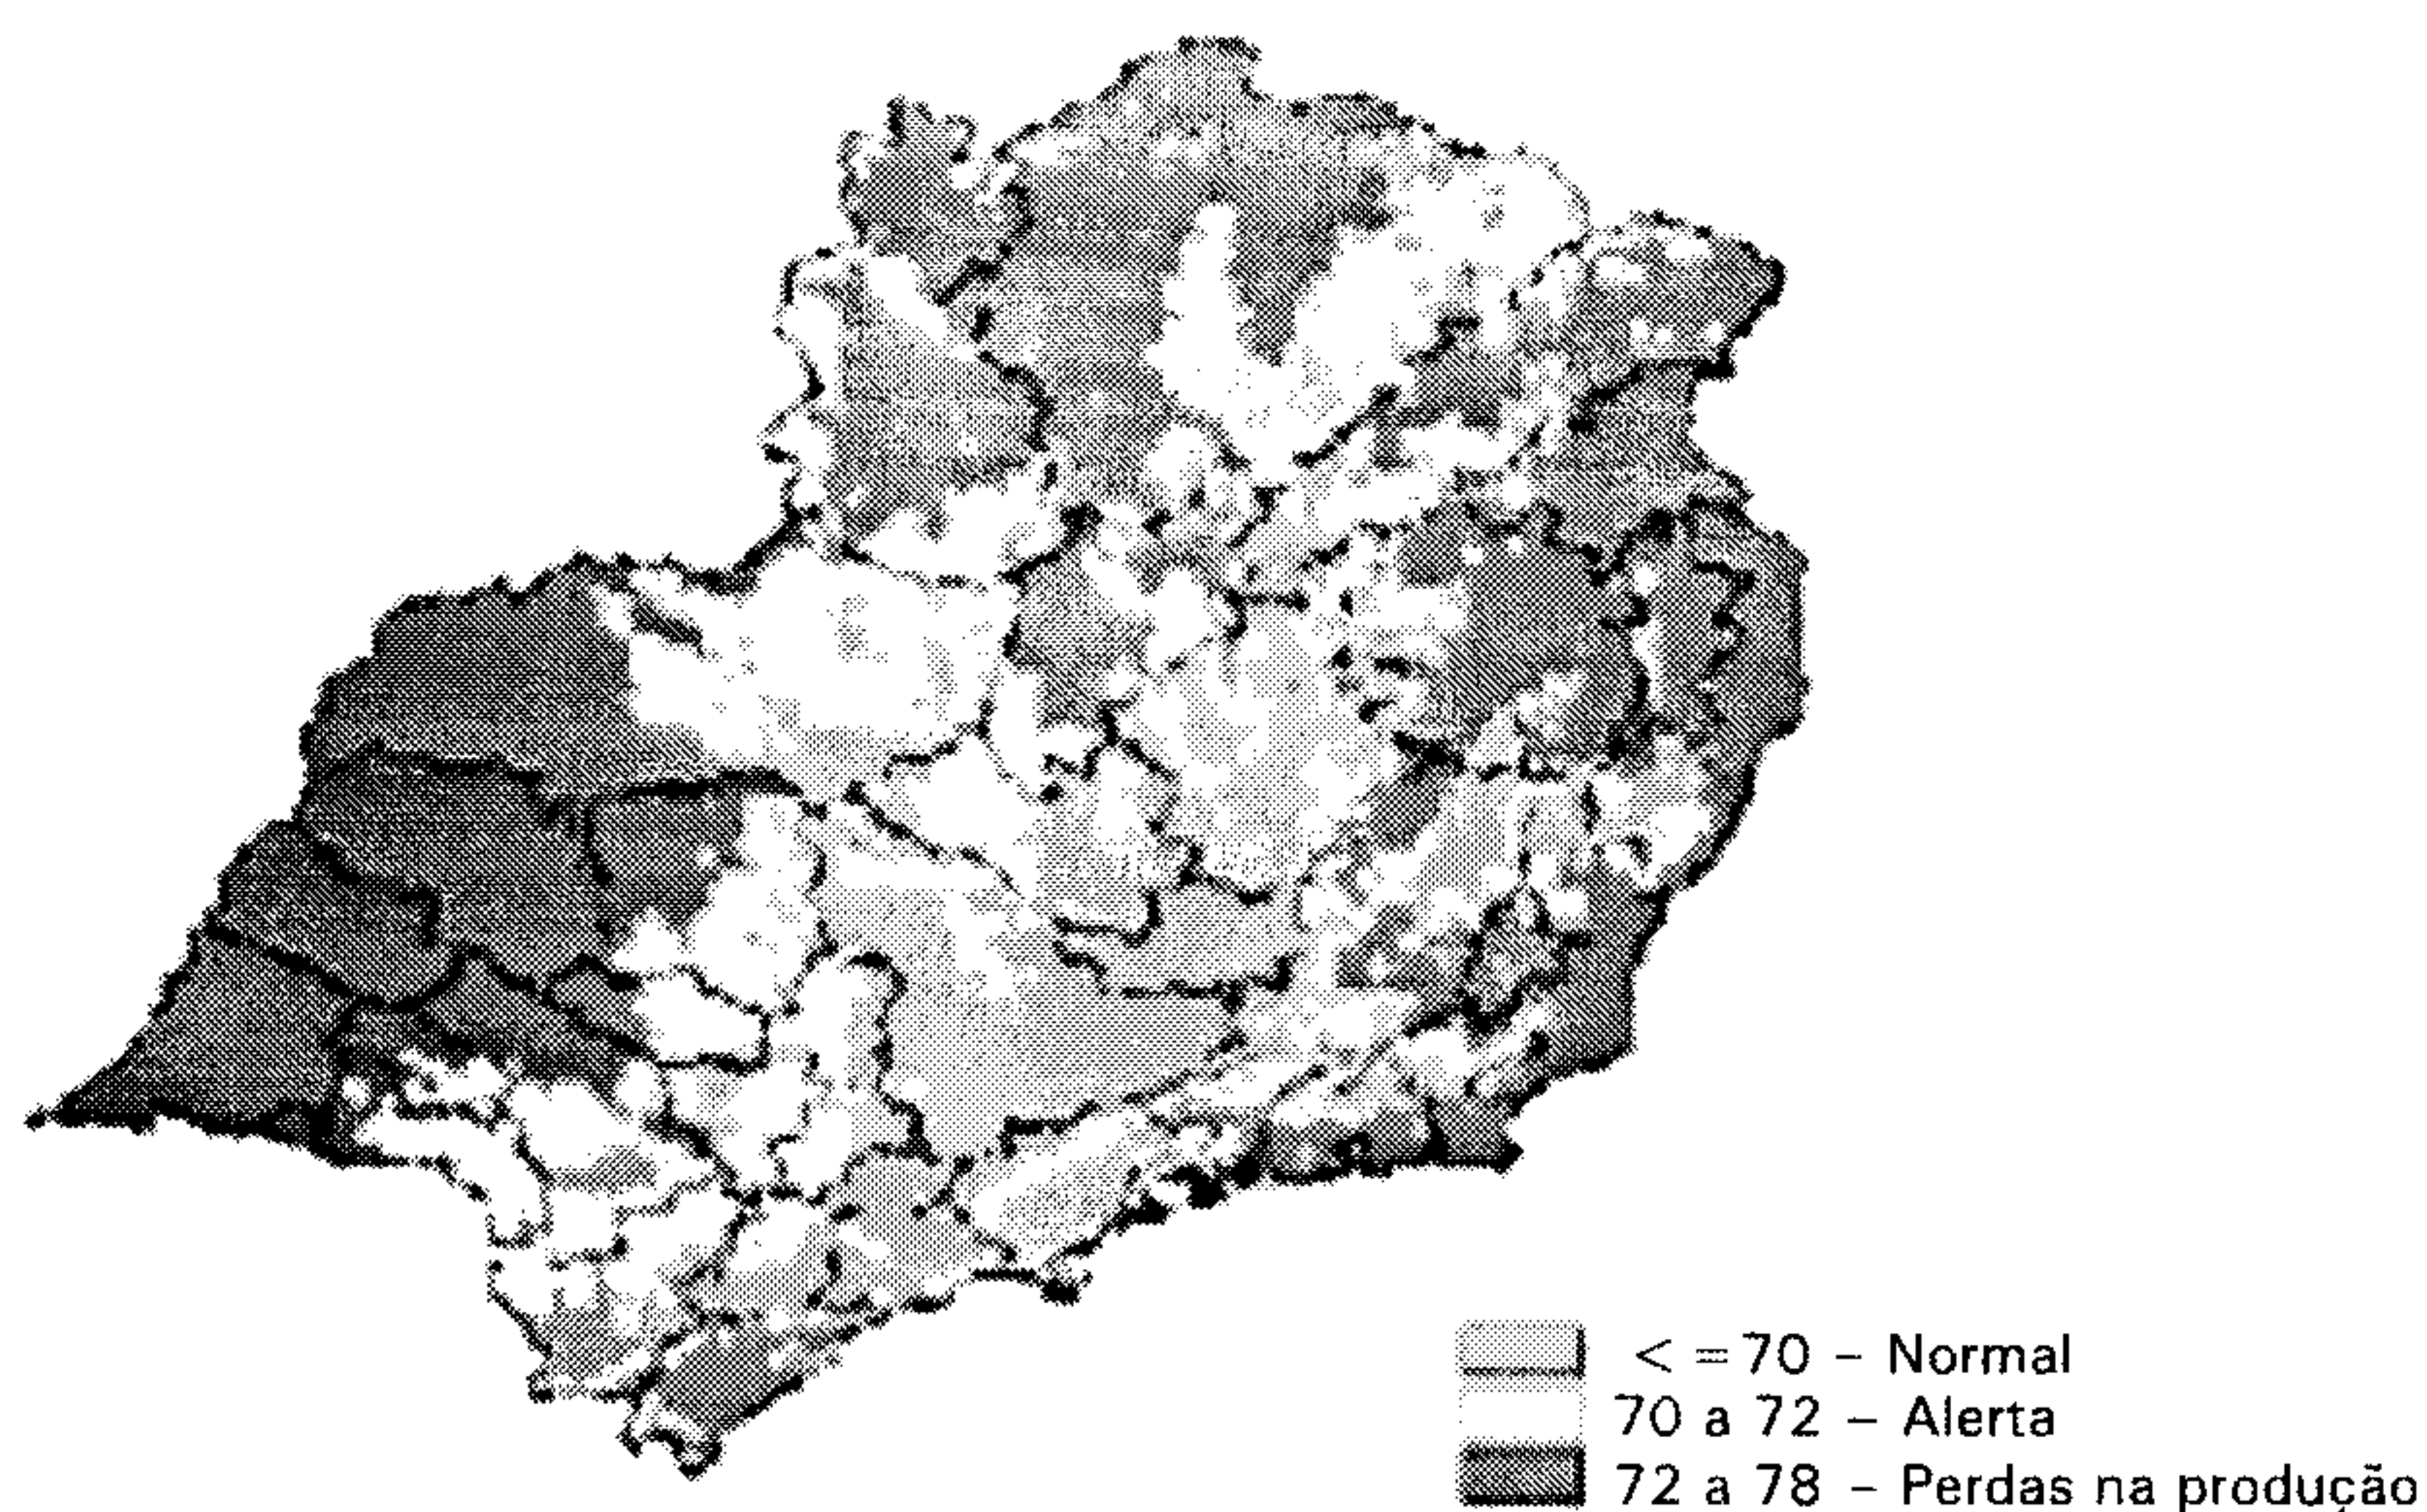 < = 70 – Normal
70 a 72 – Alerta
72 a 78 – Perdas na produção